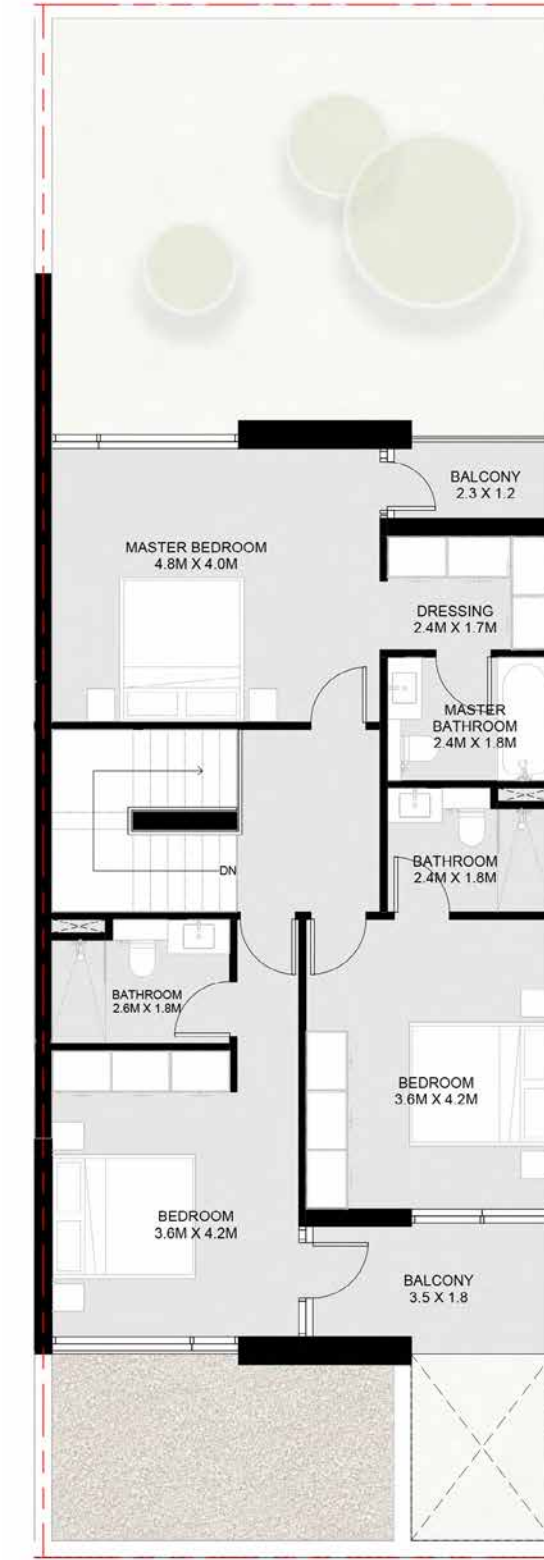 BALCONY
2.3 X 1.2
MASTER BEDROOM
4.8M X 4.0M
DRESSING
2.4M X 1.7M
MASTER
BATHROOM
2.4M X 1.8M
BATHROOM
2.4M X 1.8M
DN
BATHROOM
2.6M X 1.8M
BEDROOM
3.6M X 4.2M
BEDROOM
3.6M X 4.2M
BALCONY
3.5 X 1.8